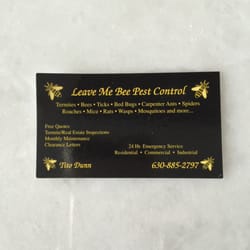 Leave Me Bee Pest Control
Termites • Bees • Ticks • Bed Bugs • Carpenter Ants • Spiders
Roaches • Mice • Rats • Wasps • Mosquitoes and more...
Free Quotes
Termite/Real Estate Inspections
Monthly Maintenance
Clearance Letters
24 Hr. Emergency Service
Residential • Commercial • Industrial
Tito Dunn
630-885-2797